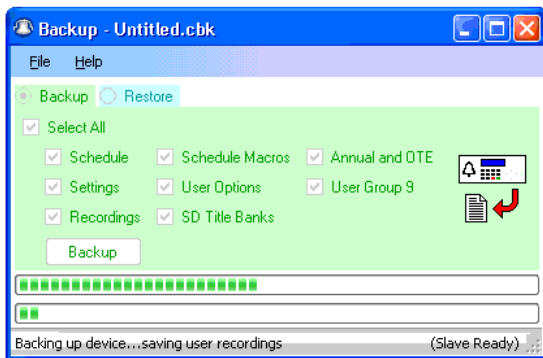 Backup - Untitled.cbk
File Help
Backup Restore
Select All
Schedule Schedule Macros Annual and OTE
Settings User Options User Group 9
Recordings SD Title Banks
Backup
Backing up device...saving user recordings (Slave Ready)